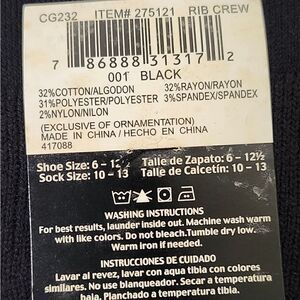 CG232 ITEM# 275121 RIB CREW
7 86888 31317 2
001 BLACK
32%COTTON/ALGODON 32%RAYON/RAYON
31%POLYESTER/POLYESTER 3%SPANDEX/SPANDEX
2%NYLON/NILON
(EXCLUSIVE OF ORNAMENTATION)
MADE IN CHINA / HECHO EN CHINA
417088
Shoe Size: 6 - 12 Talle de Zapato: 6 - 12½
Sock Size: 10 - 13 Talle de Calcetín: 10 - 13
WASHING INSTRUCTIONS
For best results, launder inside out. Machine wash warm
with like colors. Do not bleach.Tumble dry low.
Warm Iron if needed.
INSTRUCCIONES DE CUIDADO
Lavar al revez, lavar con aqua tibia con colores
similares. No use blanqueador. Secar a temperatura
baja. Planchado a temperatura tibia.